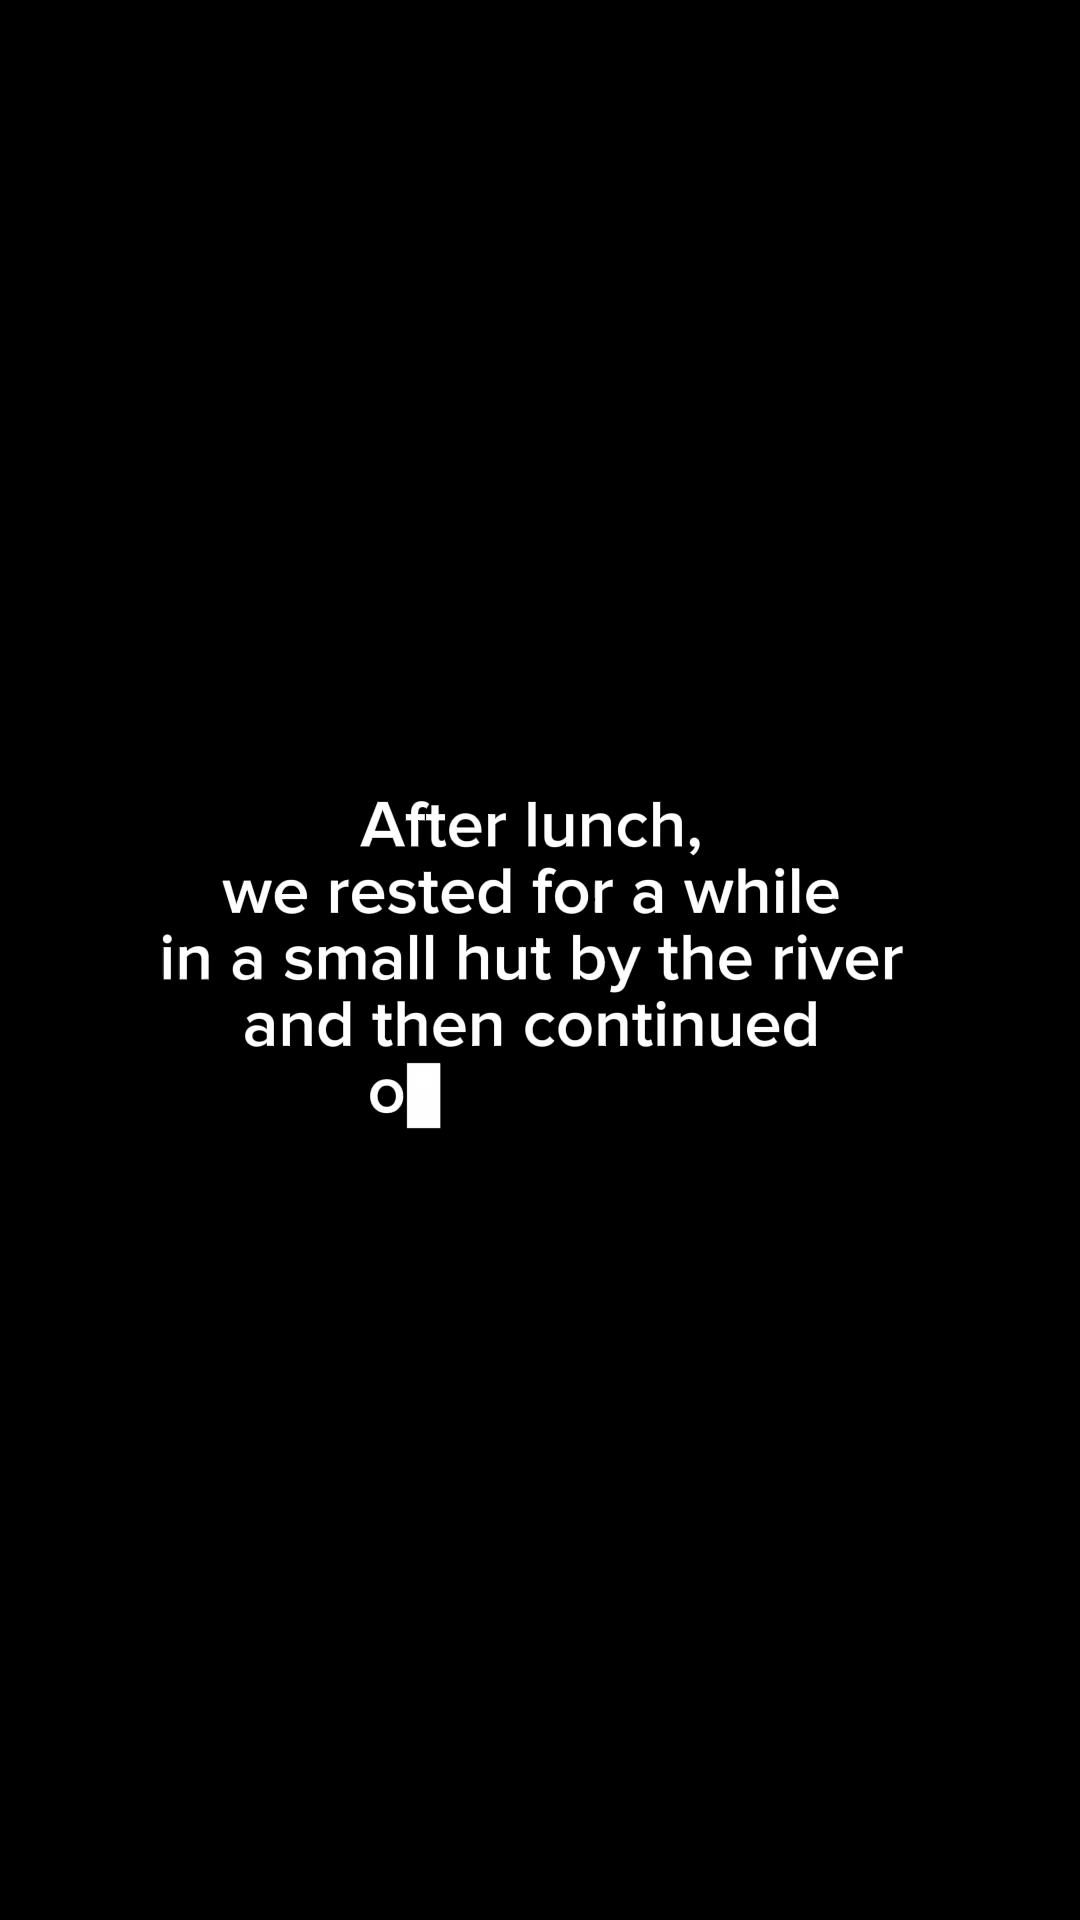 After lunch,
we rested for a while
in a small hut by the river
and then continued
o